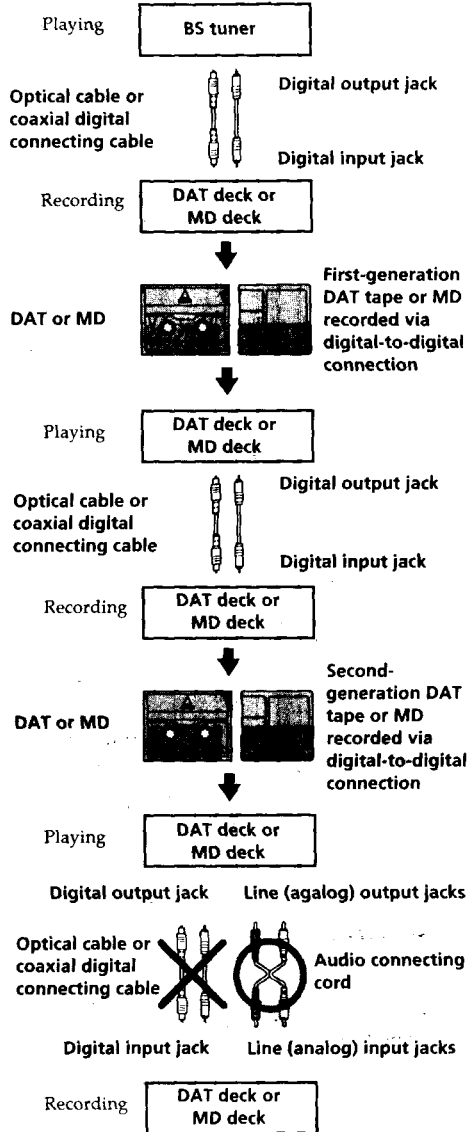 Playing
BS tuner
Optical cable or
coaxial digital
connecting cable
Digital output jack
Digital input jack
Recording
DAT deck or
MD deck
DAT or MD
First-generation
DAT tape or MD
recorded via
digital-to-digital
connection
Playing
DAT deck or
MD deck
Optical cable or
coaxial digital
connecting cable
Digital output jack
Digital input jack
Recording
DAT deck or
MD deck
DAT or MD
Second-
generation DAT
tape or MD
recorded via
digital-to-digital
connection
Playing
DAT deck or
MD deck
Digital output jack
Line (agalog) output jacks
Optical cable or
coaxial digital
connecting cable
Audio connecting
cord
Digital input jack
Line (analog) input jacks
Recording
DAT deck or
MD deck